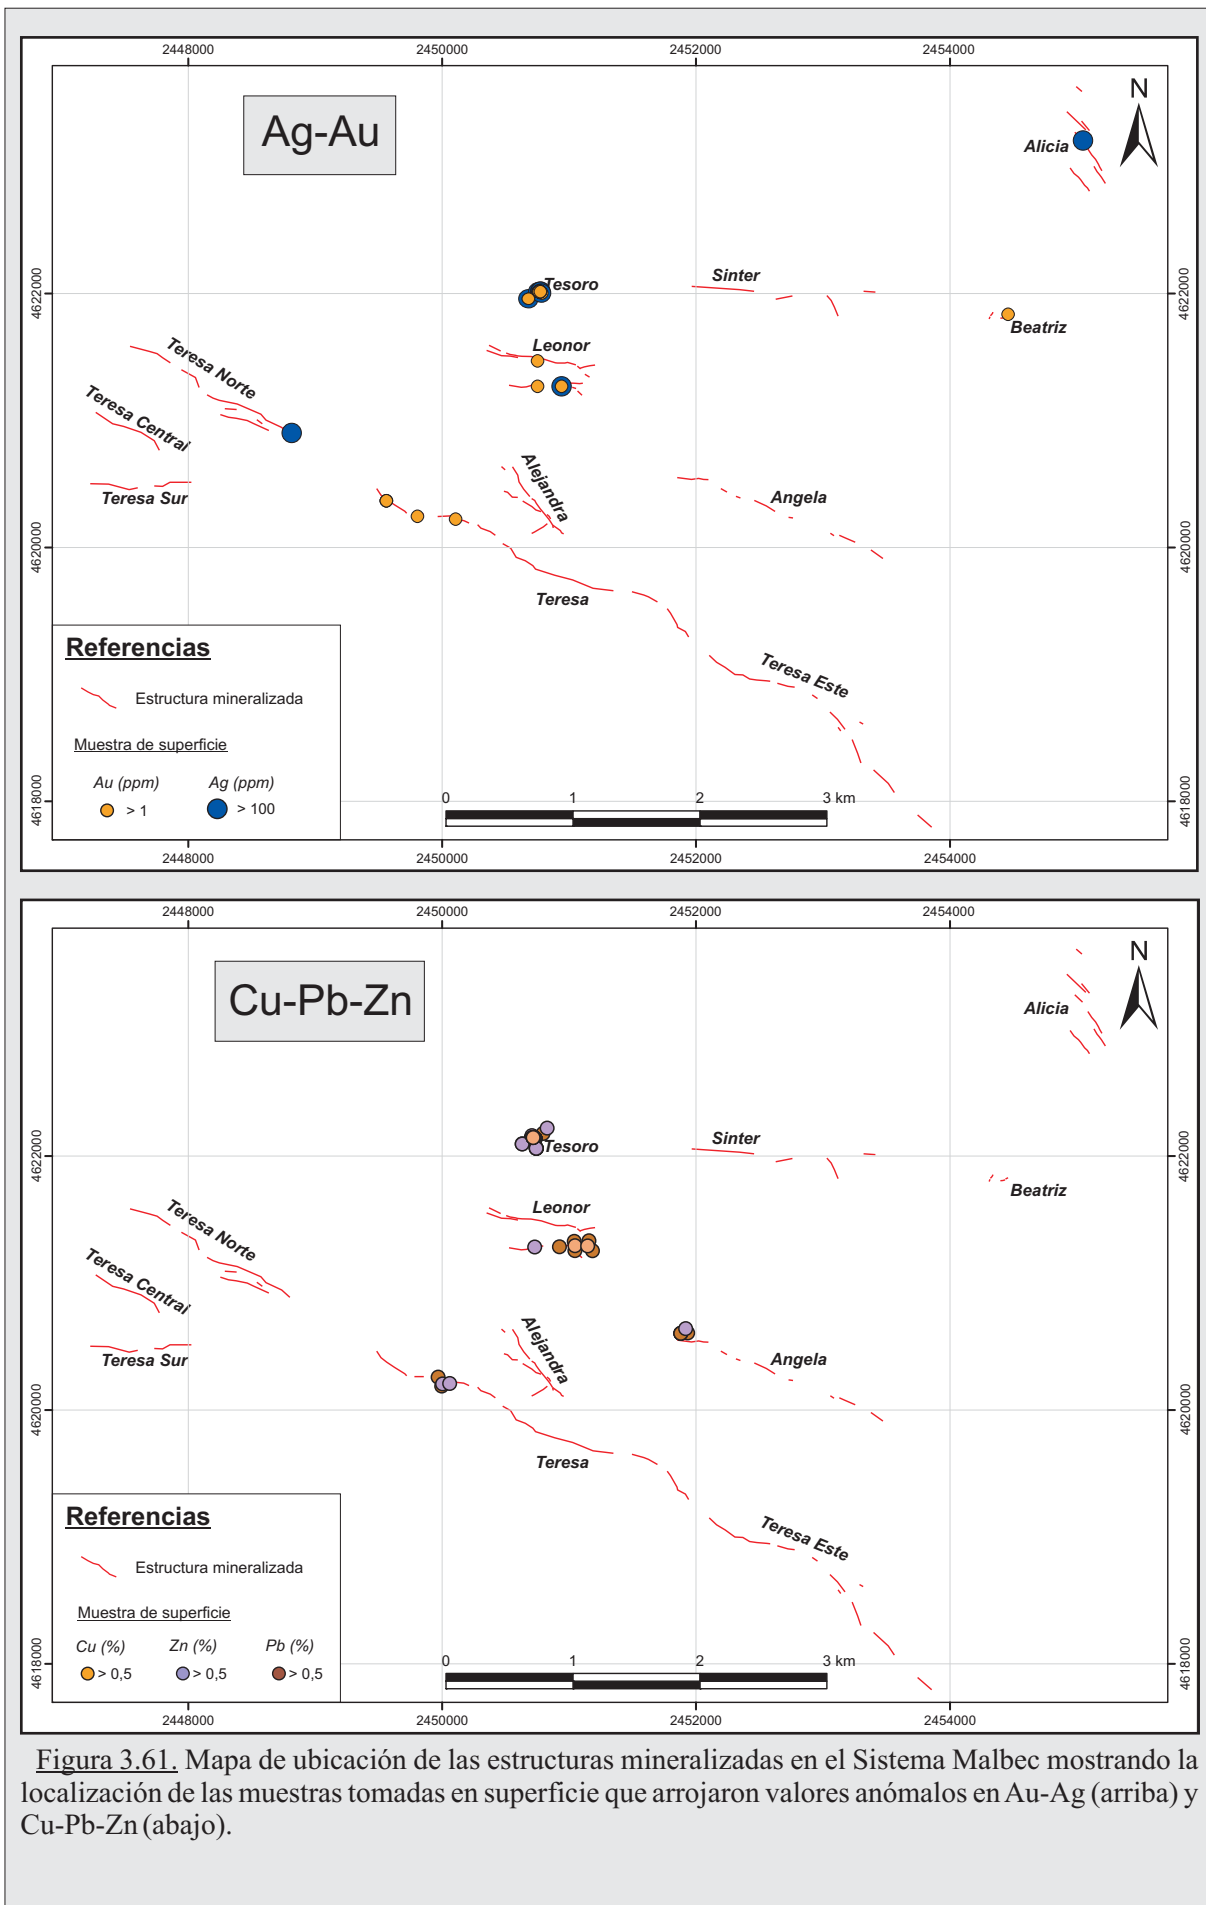 2448000 2450000 2452000 2454000
Ag-Au
N
Alicia
4622000
Tesoro
Sinter
4622000
Beatriz
Leonor
Teresa Norte
Teresa Central
Teresa Sur
Alejandra
Angela
4620000
4620000
Teresa
Teresa Este
Referencias
Estructura mineralizada
Muestra de superficie
Au (ppm) Ag (ppm)
> 1 > 100
0 1 2 3 km
4618000
4618000
2448000 2450000 2452000 2454000
2448000 2450000 2452000 2454000
Cu-Pb-Zn
N
Alicia
4622000
Tesoro
Sinter
4622000
Beatriz
Leonor
Teresa Norte
Teresa Central
Teresa Sur
Alejandra
Angela
4620000
4620000
Teresa
Teresa Este
Referencias
Estructura mineralizada
Muestra de superficie
Cu (%) Zn (%) Pb (%)
> 0,5 > 0,5 > 0,5
0 1 2 3 km
4618000
4618000
2448000 2450000 2452000 2454000
Figura 3.61. Mapa de ubicación de las estructuras mineralizadas en el Sistema Malbec mostrando la
localización de las muestras tomadas en superficie que arrojaron valores anómalos en Au-Ag (arriba) y
Cu-Pb-Zn (abajo).